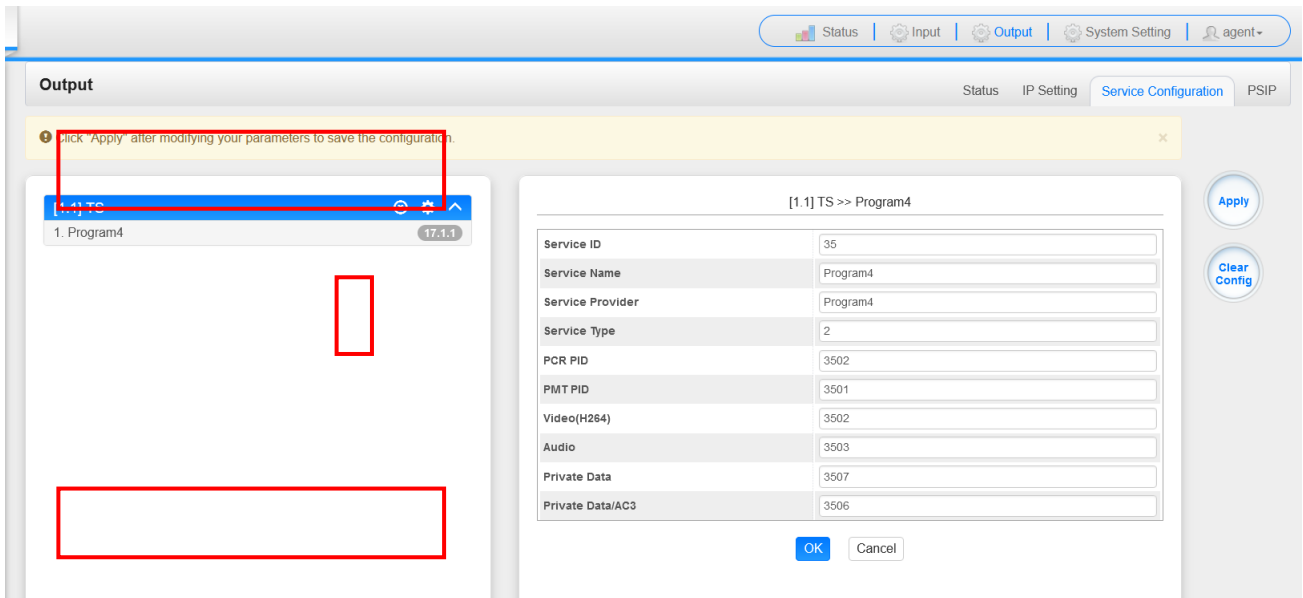 Status | Input | Output | System Setting | agent
Output
Status IP Setting Service Configuration PSIP
Click "Apply" after modifying your parameters to save the configuration. ×
[1.1] TS
1. Program4 17.1.1
[1.1] TS >> Program4
Service ID 35
Service Name Program4
Service Provider Program4
Service Type 2
PCR PID 3502
PMT PID 3501
Video(H264) 3502
Audio 3503
Private Data 3507
Private Data/AC3 3506
OK Cancel
Apply
Clear
Config